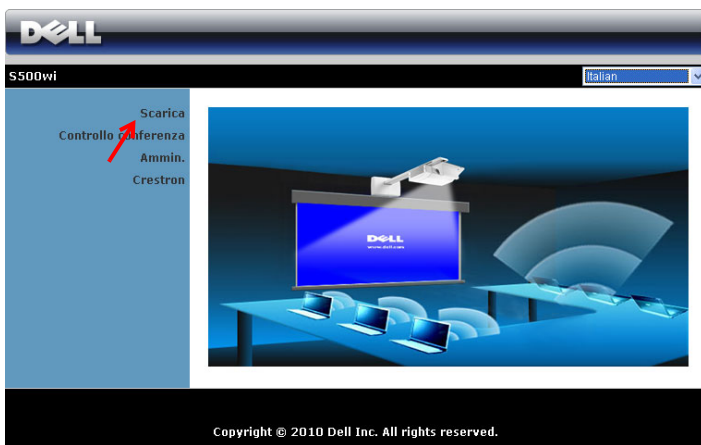 DELL
S500wi
Italian
Scarica
Controllo conferenza
Ammin.
Crestron
DELL
www.dell.com
Copyright © 2010 Dell Inc. All rights reserved.